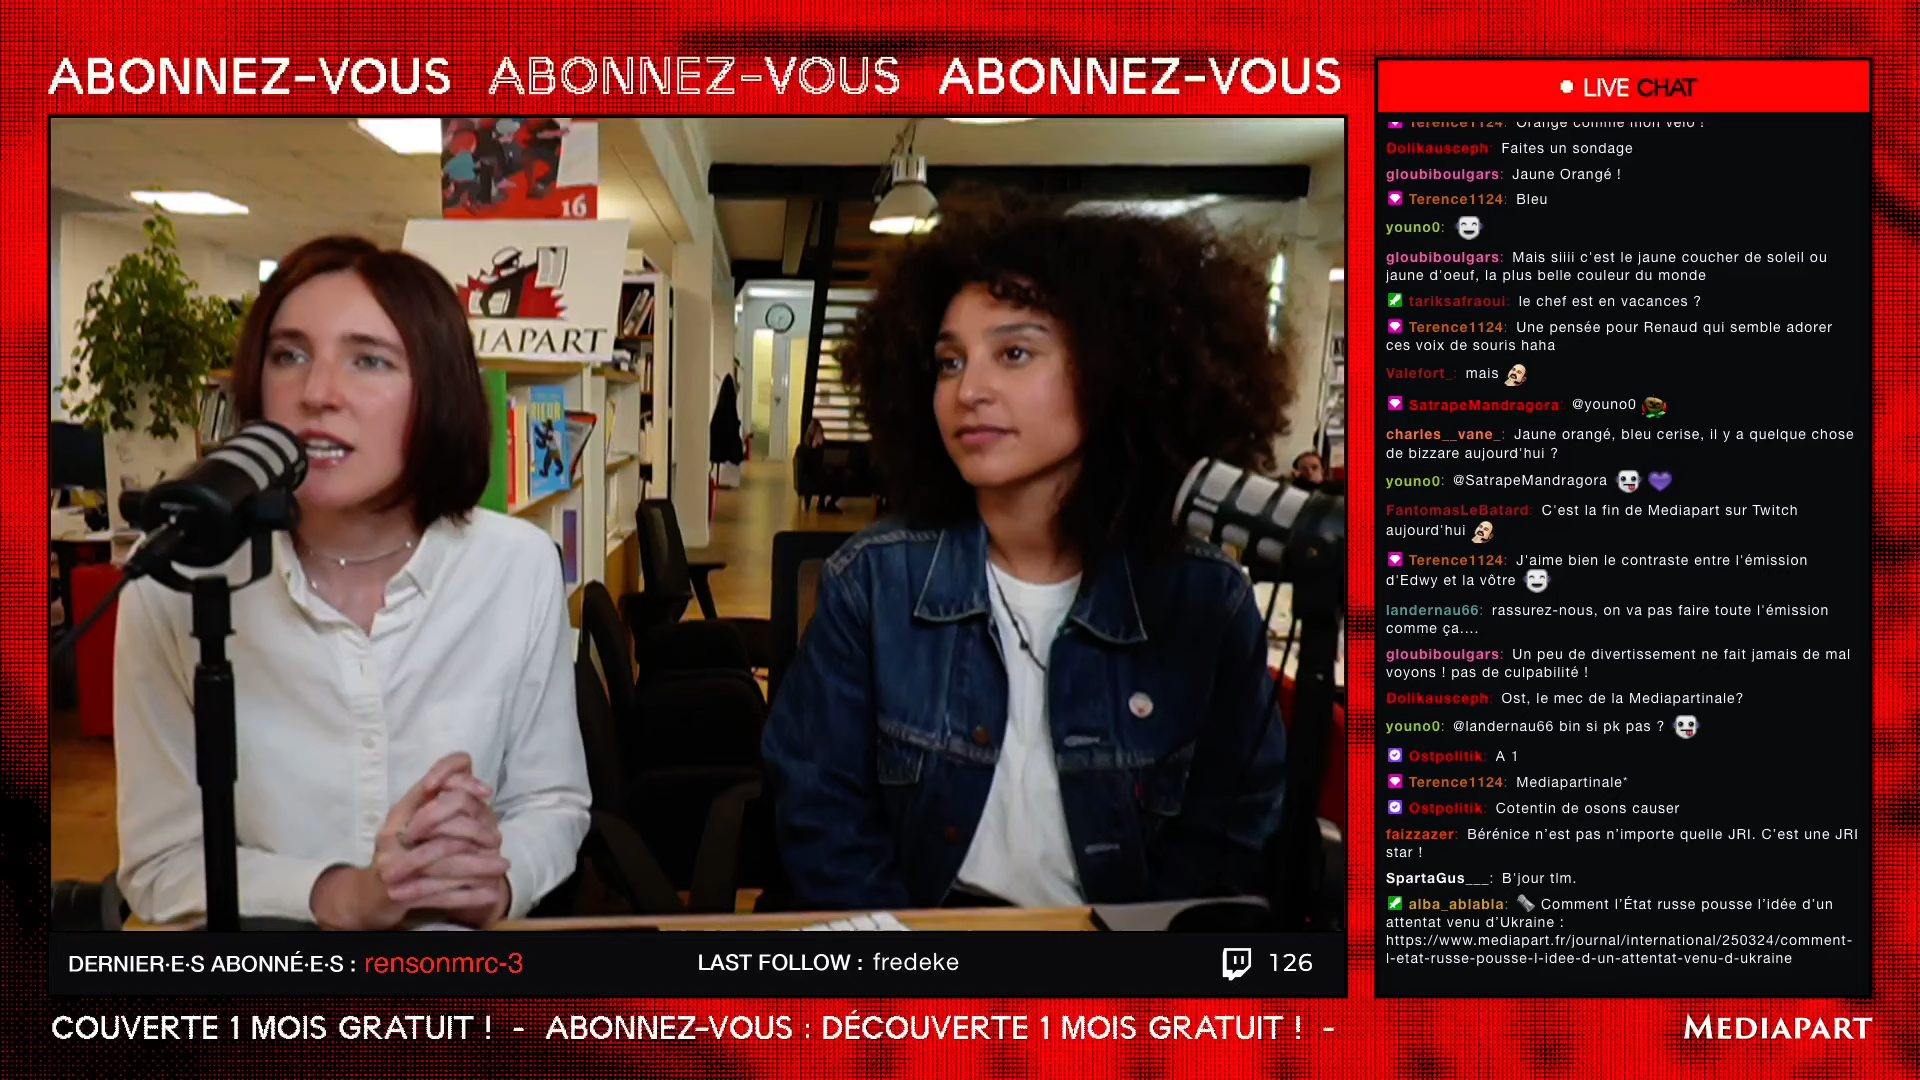 ABONNEZ-VOUS ABONNEZ-VOUS ABONNEZ-VOUS
16
IAPART
RIEUR
DERNIER·E·S ABONNÉ·E·S : rensonmrc-3
LAST FOLLOW : fredeke
126
COUVERTE 1 MOIS GRATUIT ! - ABONNEZ-VOUS : DÉCOUVERTE 1 MOIS GRATUIT ! -
LIVE CHAT
Terence1124: Orange comme mon vélo !
Dolikausceph: Faites un sondage
gloubiboulgars: Jaune Orangé !
Terence1124: Bleu
youno0:
gloubiboulgars: Mais siiii c'est le jaune coucher de soleil ou
jaune d'oeuf, la plus belle couleur du monde
tariksafraoui: le chef est en vacances ?
Terence1124: Une pensée pour Renaud qui semble adorer
ces voix de souris haha
Valefort_: mais
SatrapeMandragora: @youno0
charles__vane_: Jaune orangé, bleu cerise, il y a quelque chose
de bizzare aujourd'hui ?
youno0: @SatrapeMandragora
FantomasLeBatard: C'est la fin de Mediapart sur Twitch
aujourd'hui
Terence1124: J'aime bien le contraste entre l'émission
d'Edwy et la vôtre
landernau66: rassurez-nous, on va pas faire toute l'émission
comme ça....
gloubiboulgars: Un peu de divertissement ne fait jamais de mal
voyons ! pas de culpabilité !
Dolikausceph: Ost, le mec de la Mediapartinale?
youno0: @landernau66 bin si pk pas ?
Ostpolitik: A 1
Terence1124: Mediapartinale*
Ostpolitik: Cotentin de osons causer
faizzazer: Bérénice n'est pas n'importe quelle JRI. C'est une JRI
star !
SpartaGus___: B'jour tlm.
alba_ablabla: Comment l'État russe pousse l'idée d'un
attentat venu d'Ukraine :
https://www.mediapart.fr/journal/international/250324/comment-
l-etat-russe-pousse-l-idee-d-un-attentat-venu-d-ukraine
MEDIAPART